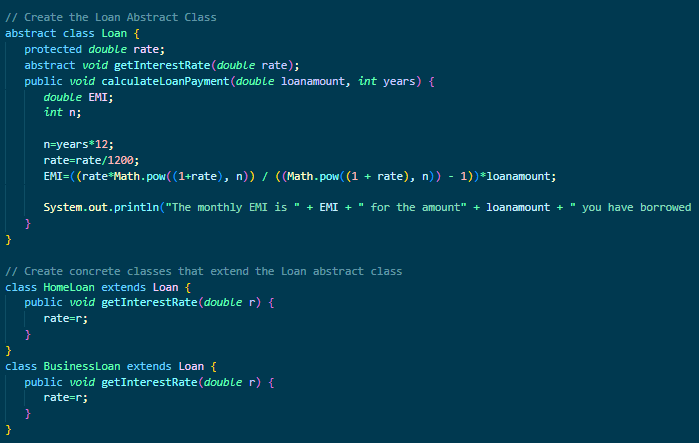 // Create the Loan Abstract Class
abstract class Loan {
protected double rate;
abstract void getInterestRate(double rate);
public void calculateLoanPayment(double loanamount, int years) {
double EMI;
int n;
n=years*12;
rate=rate/1200;
EMI=((rate*Math.pow((1+rate), n)) / ((Math.pow((1 + rate), n)) - 1))*loanamount;
System.out.println("The monthly EMI is " + EMI + " for the amount" + loanamount + " you have borrowed
}
}
// Create concrete classes that extend the Loan abstract class
class HomeLoan extends Loan {
public void getInterestRate(double r) {
rate=r;
}
}
class BusinessLoan extends Loan {
public void getInterestRate(double r) {
rate=r;
}
}